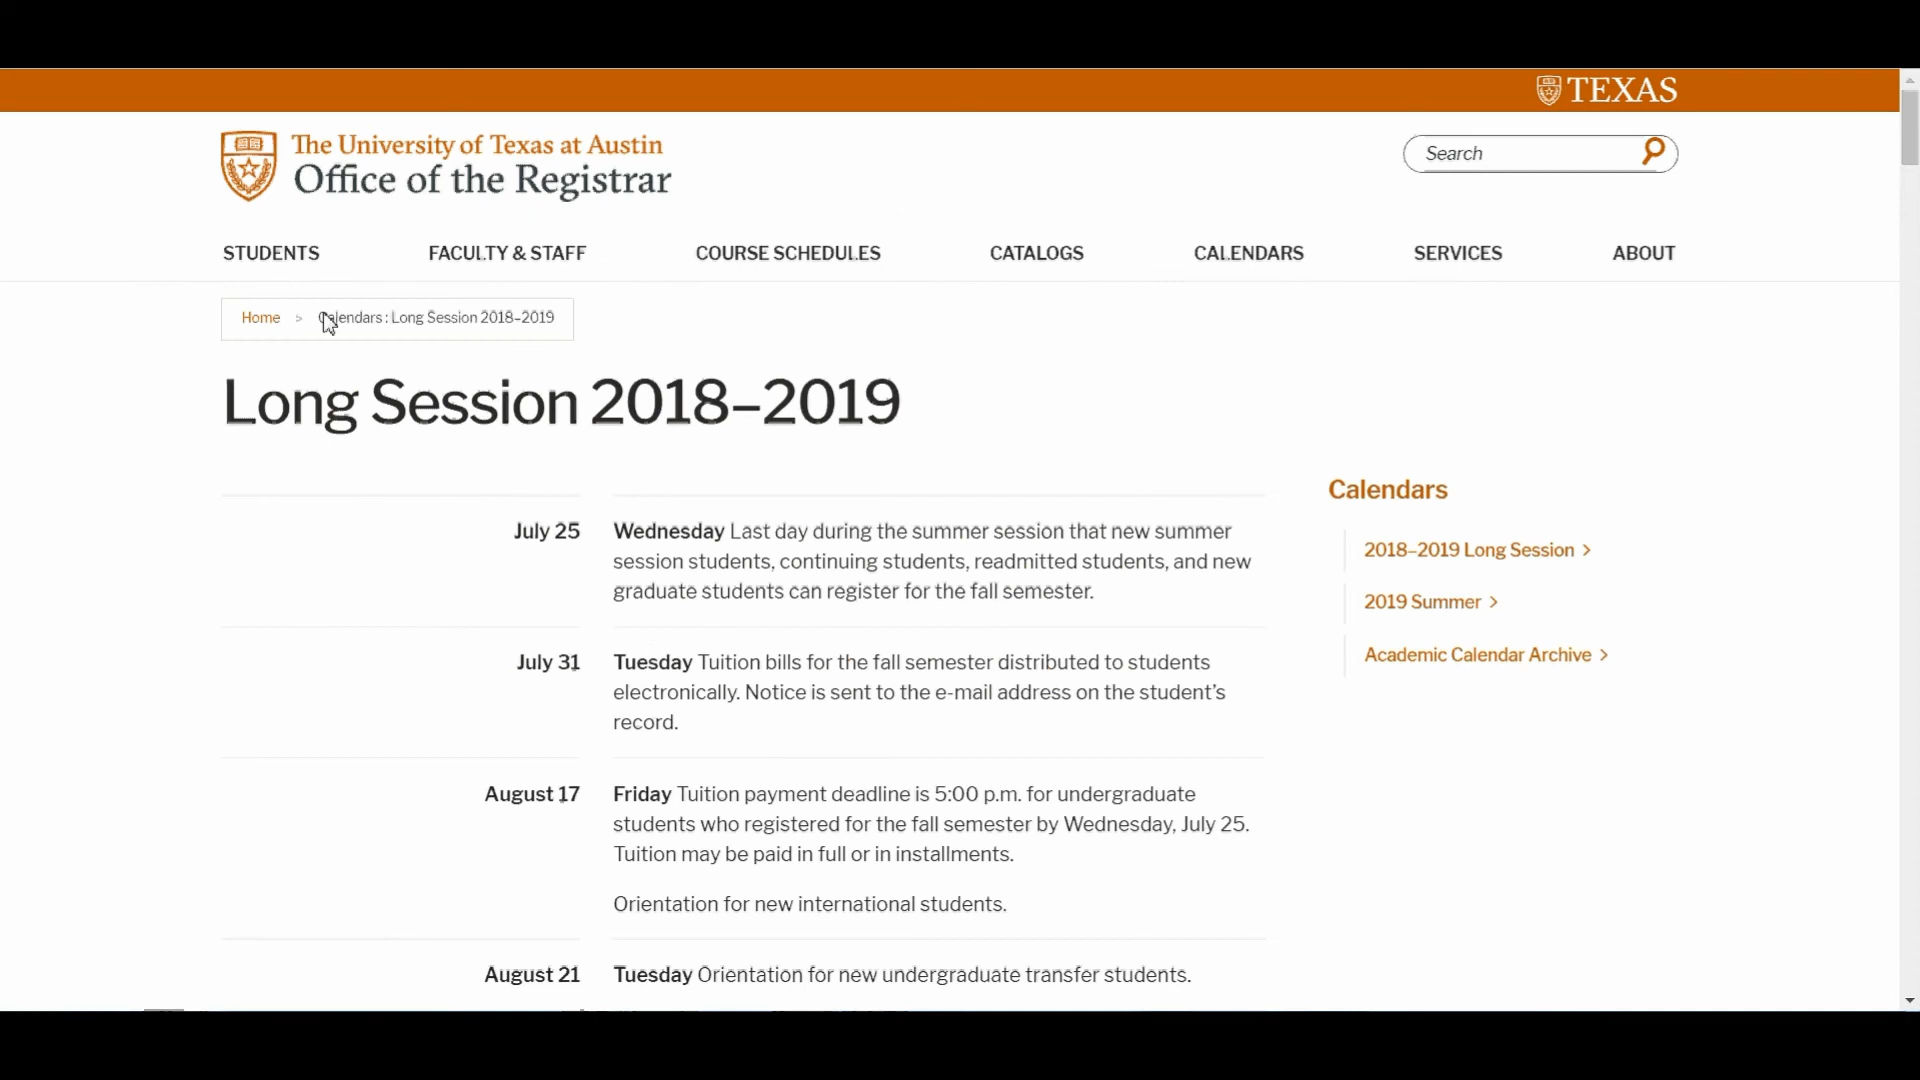 TEXAS
The University of Texas at Austin
Office of the Registrar
Search
STUDENTS
FACULTY & STAFF
COURSE SCHEDULES
CATALOGS
CALENDARS
SERVICES
ABOUT
Home > Calendars : Long Session 2018–2019
Long Session 2018–2019
July 25
Wednesday Last day during the summer session that new summer
session students, continuing students, readmitted students, and new
graduate students can register for the fall semester.
July 31
Tuesday Tuition bills for the fall semester distributed to students
electronically. Notice is sent to the e-mail address on the student's
record.
August 17
Friday Tuition payment deadline is 5:00 p.m. for undergraduate
students who registered for the fall semester by Wednesday, July 25.
Tuition may be paid in full or in installments.
Orientation for new international students.
August 21
Tuesday Orientation for new undergraduate transfer students.
Calendars
2018–2019 Long Session >
2019 Summer >
Academic Calendar Archive >